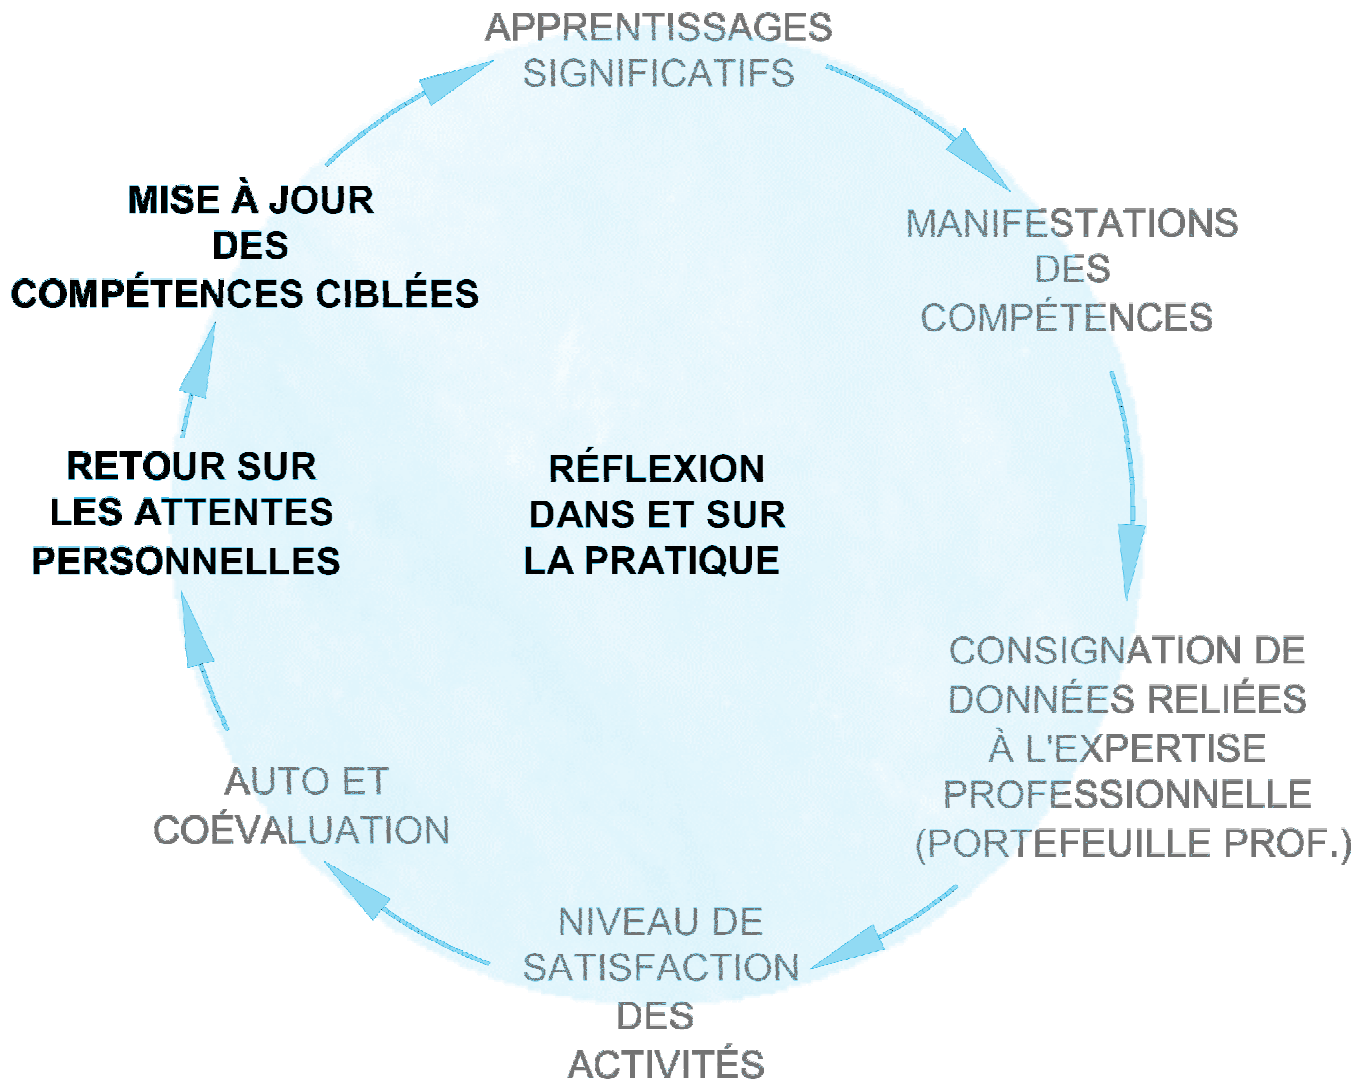 APPRENTISSAGES
SIGNIFICATIFS
MANIFESTATIONS
DES
COMPÉTENCES
CONSIGNATION DE
DONNÉES RELIÉES
À L'EXPERTISE
PROFESSIONNELLE
(PORTEFEUILLE PROF.)
NIVEAU DE
SATISFACTION
DES
ACTIVITÉS
AUTO ET
COÉVALUATION
RETOUR SUR
LES ATTENTES
PERSONNELLES
MISE À JOUR
DES
COMPÉTENCES CIBLÉES
RÉFLEXION
DANS ET SUR
LA PRATIQUE